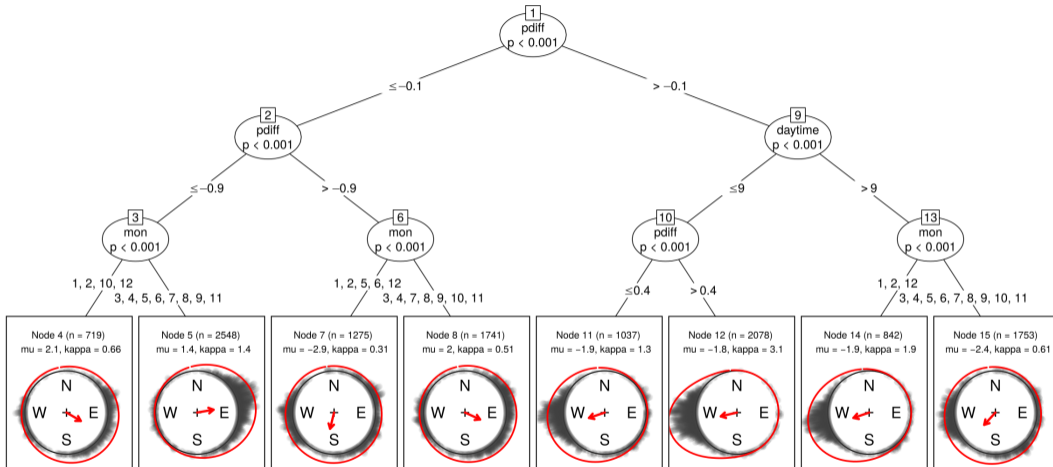 1
pdiff
p < 0.001
≤−0.1
> −0.1
2
pdiff
p < 0.001
9
daytime
p < 0.001
≤−0.9
> −0.9
≤9
> 9
3
mon
p < 0.001
6
mon
p < 0.001
10
pdiff
p < 0.001
13
mon
p < 0.001
1, 2, 10, 12
3, 4, 5, 6, 7, 8, 9, 11
1, 2, 5, 6, 12
3, 4, 7, 8, 9, 10, 11
≤0.4
> 0.4
1, 2, 12
3, 4, 5, 6, 7, 8, 9, 10, 11
Node 4 (n = 719)
mu = 2.1, kappa = 0.66
N
W + E
S
Node 5 (n = 2548)
mu = 1.4, kappa = 1.4
N
W + E
S
Node 7 (n = 1275)
mu = −2.9, kappa = 0.31
N
W + E
S
Node 8 (n = 1741)
mu = 2, kappa = 0.51
N
W + E
S
Node 11 (n = 1037)
mu = −1.9, kappa = 1.3
N
W + E
S
Node 12 (n = 2078)
mu = −1.8, kappa = 3.1
N
W + E
S
Node 14 (n = 842)
mu = −1.9, kappa = 1.9
N
W + E
S
Node 15 (n = 1753)
mu = −2.4, kappa = 0.61
N
W + E
S